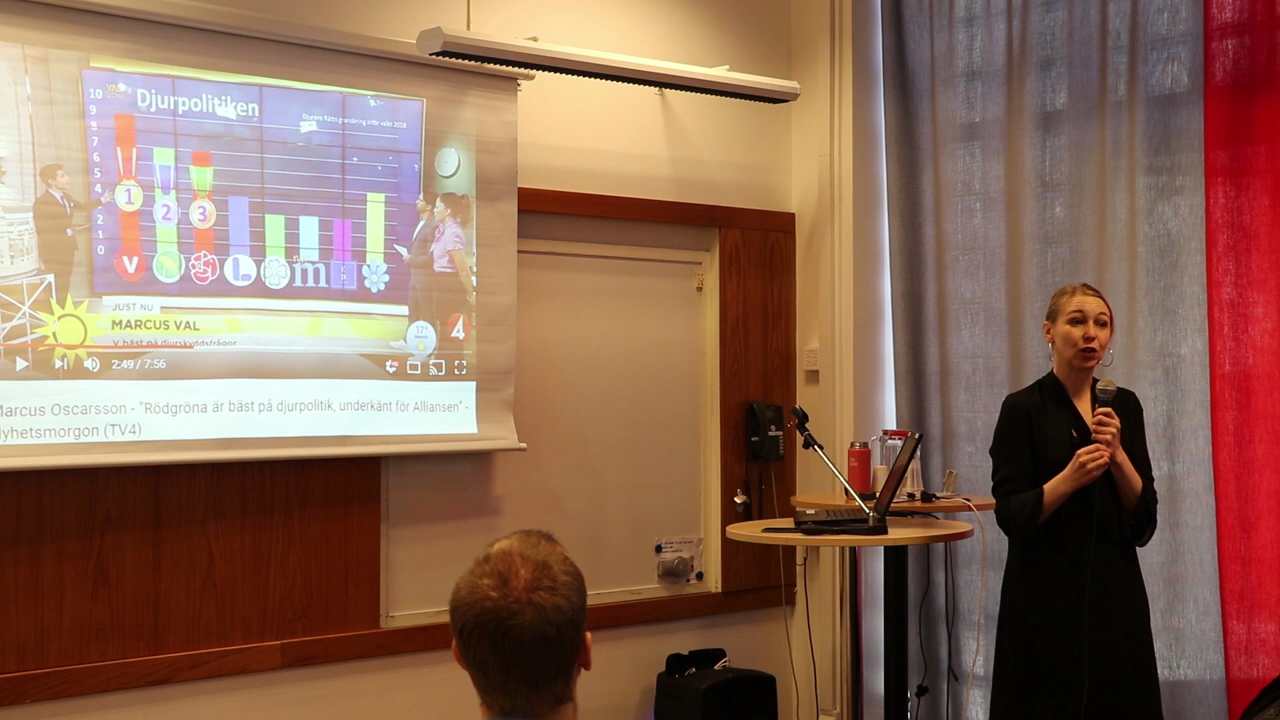 Djurpolitiken
Djurens Rätts granskning inför valet 2018
10
9
8
7
6
5
4
3
2
1
0
1
2
3
V
L
m
JUST NU
MARCUS VAL
V bäst på djurskyddsfrågor
17°
4
2:49 / 7:56
Marcus Oscarsson - "Rödgröna är bäst på djurpolitik, underkänt för Alliansen" -
Nyhetsmorgon (TV4)